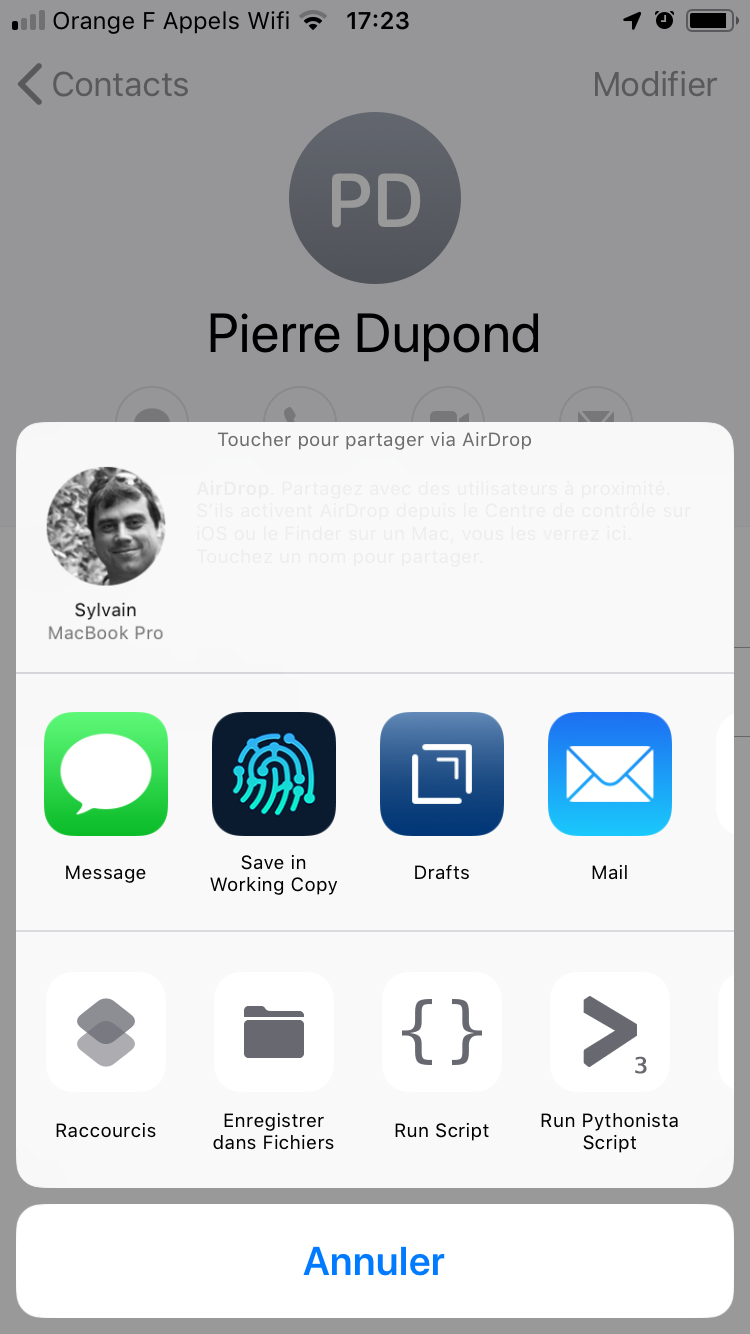 Orange F Appels Wifi 17:23
Contacts
Modifier
PD
Pierre Dupond
Toucher pour partager via AirDrop
AirDrop. Partagez avec des utilisateurs à proximité.
S'ils activent AirDrop depuis le Centre de contrôle sur
iOS ou le Finder sur un Mac, vous les verrez ici.
Touchez un nom pour partager.
Sylvain
MacBook Pro
Message
Save in
Working Copy
Drafts
Mail
3
Raccourcis
Enregistrer
dans Fichiers
Run Script
Run Pythonista
Script
Annuler